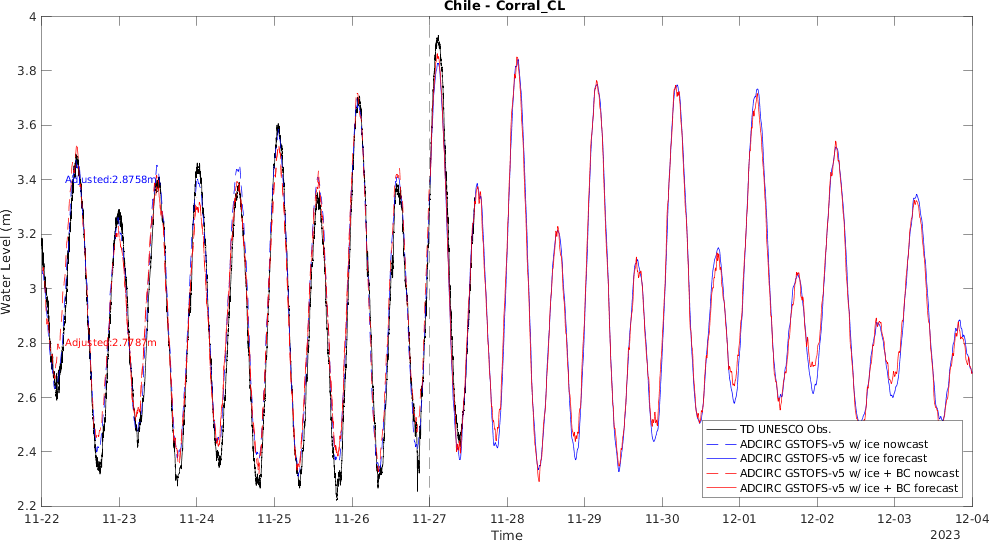 Chile - Corral_CL
4
3.8
3.6
3.4
3.2
3
2.8
2.6
2.4
2.2
Water Level (m)
Adjusted:2.8758m
Adjusted:2.7787m
TD UNESCO Obs.
ADCIRC GSTOFS-v5 w/ ice nowcast
ADCIRC GSTOFS-v5 w/ ice forecast
ADCIRC GSTOFS-v5 w/ ice + BC nowcast
ADCIRC GSTOFS-v5 w/ ice + BC forecast
11-22 11-23 11-24 11-25 11-26 11-27 11-28 11-29 11-30 12-01 12-02 12-03 12-04
Time
2023